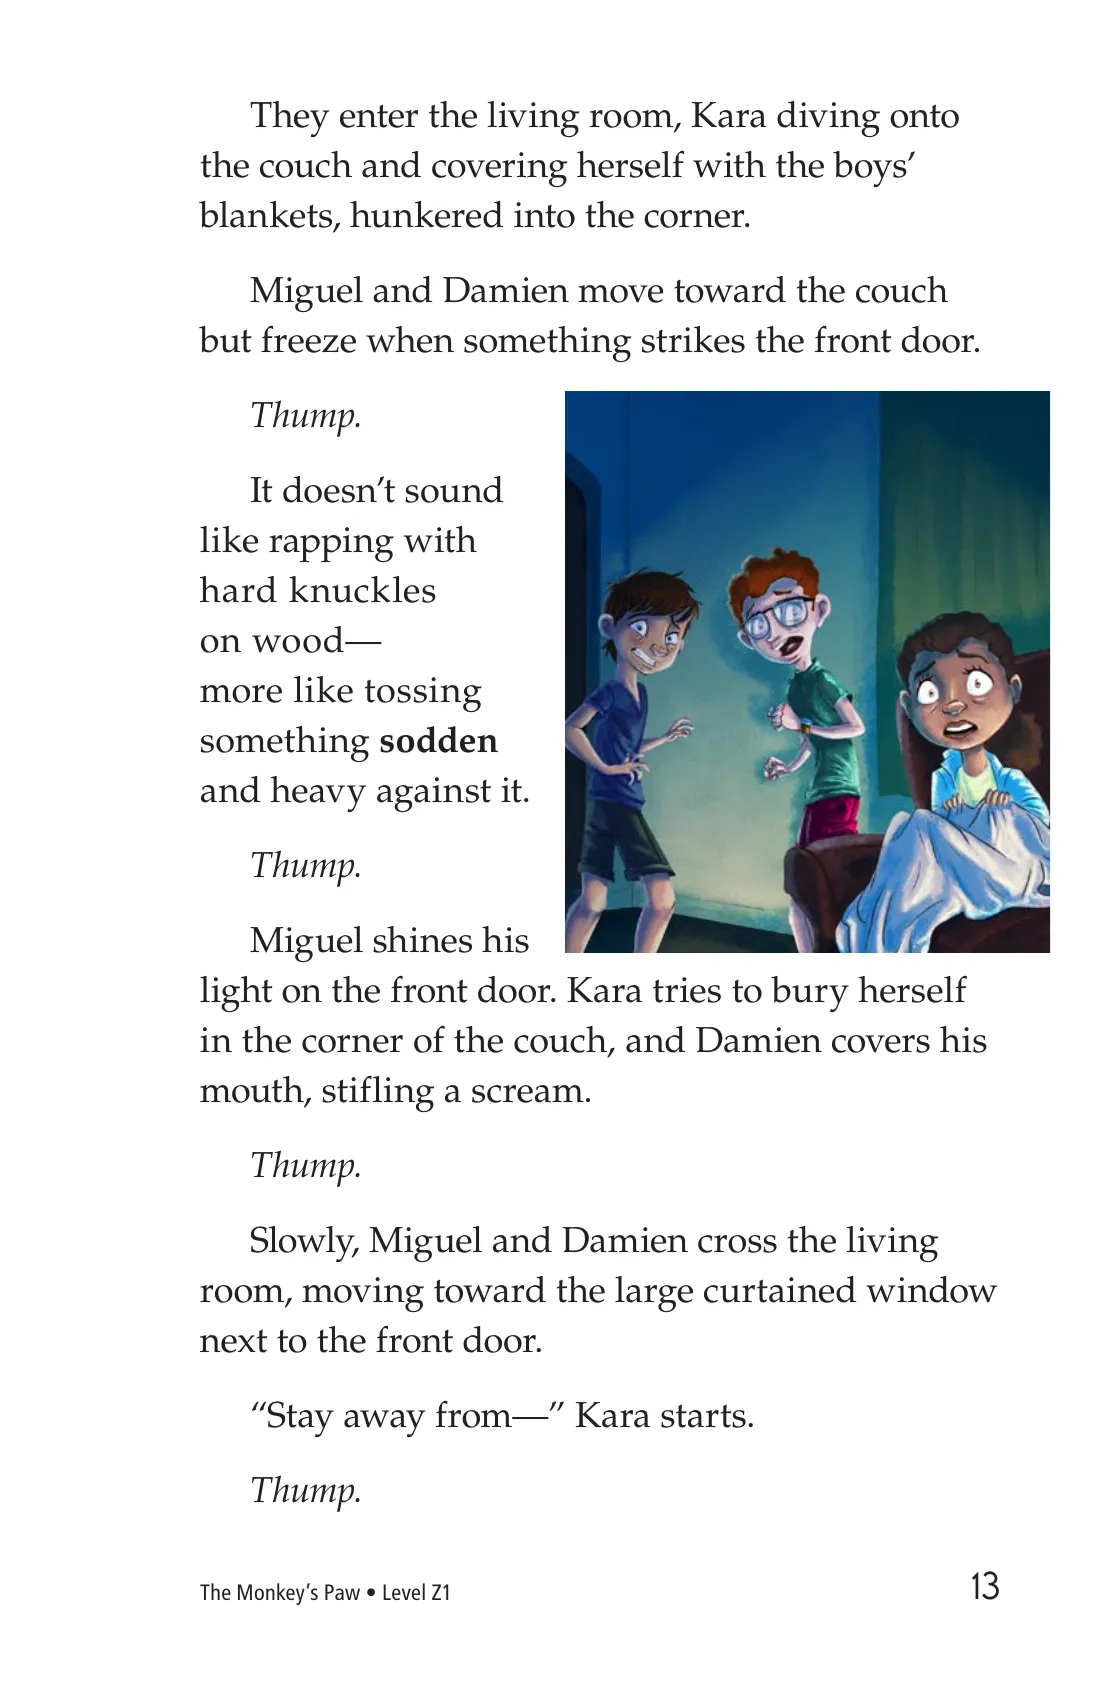 They enter the living room, Kara diving onto
the couch and covering herself with the boys’
blankets, hunkered into the corner.
Miguel and Damien move toward the couch
but freeze when something strikes the front door.
Thump.
It doesn’t sound
like rapping with
hard knuckles
on wood—
more like tossing
something sodden
and heavy against it.
Thump.
Miguel shines his
light on the front door. Kara tries to bury herself
in the corner of the couch, and Damien covers his
mouth, stifling a scream.
Thump.
Slowly, Miguel and Damien cross the living
room, moving toward the large curtained window
next to the front door.
“Stay away from—” Kara starts.
Thump.
The Monkey’s Paw • Level Z1
13